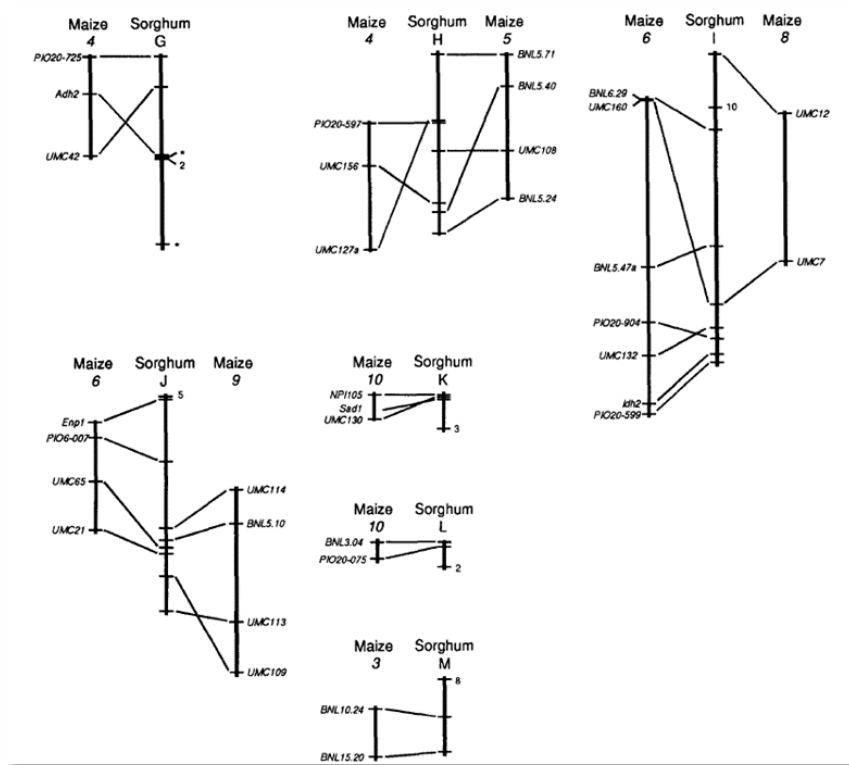 Maize Sorghum
4 G
PIO20-725
Adh2
UMC42
*
2
*
Maize Sorghum Maize
4 H 5
BNL5.71
BNL5.40
PIO20-597
UMC108
UMC156
BNL5.24
UMC127a
Maize Sorghum Maize
6 I 8
BNL6.29
UMC160
10
UMC12
BNL5.47a
UMC7
PIO20-904
UMC132
Idh2
PIO20-599
Maize Sorghum Maize
6 J 9
5
Enp1
PIO6-007
UMC65
UMC114
BNL5.10
UMC21
UMC113
UMC109
Maize Sorghum
10 K
NPI105
Sad1
UMC130
3
Maize Sorghum
10 L
BNL3.04
PIO20-075
2
Maize Sorghum
3 M
8
BNL10.24
BNL15.20